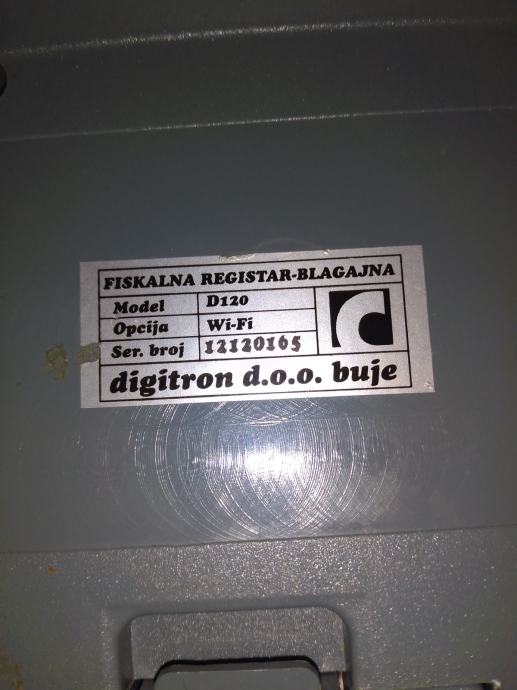 FISKALNA REGISTAR-BLAGAJNA
Model D120
Opcija Wi-Fi
Ser. broj 12120165
digitron d.o.o. buje